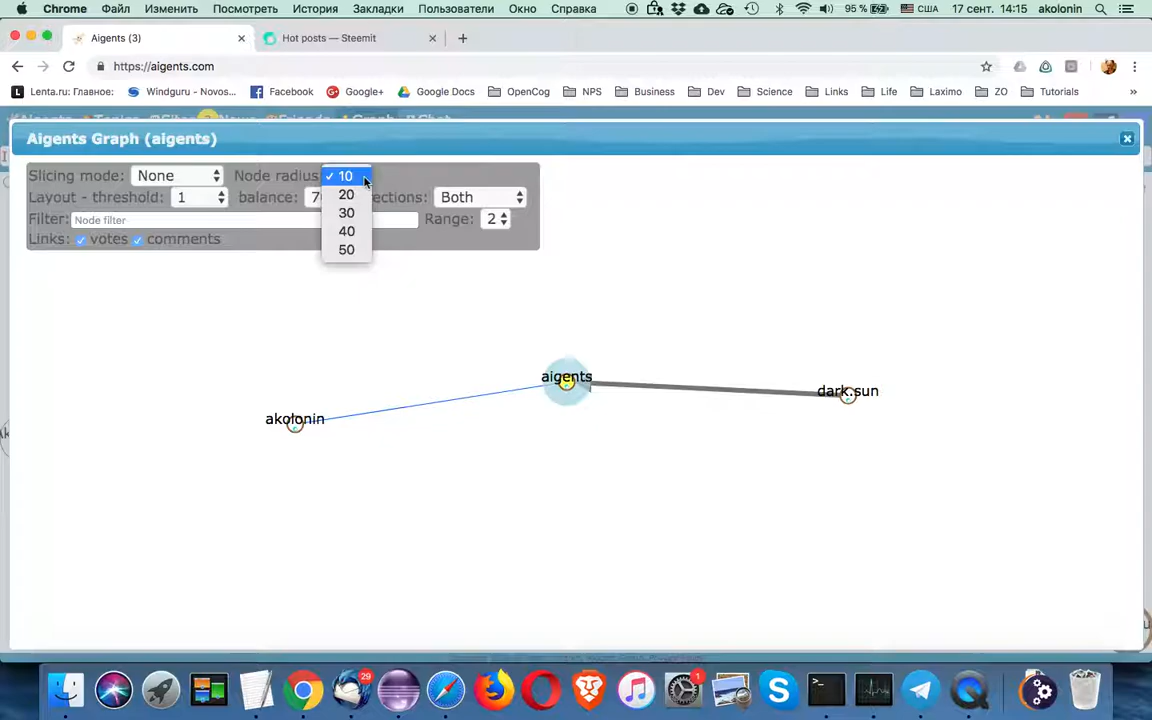 Chrome Файл Изменить Посмотреть История Закладки Пользователи Окно Справка 95 % США 17 сент. 14:15 akolonin
Aigents (3) Hot posts — Steemit
https://aigents.com
Lenta.ru: Главное: Windguru - Novos... Facebook Google+ Google Docs OpenCog NPS Business Dev Science Links Life Laximo ZO Tutorials »
Aigents Graph (aigents)
Slicing mode: None Node radius ✓ 10
20
30
40
50
Layout - threshold: 1 balance: 7 ections: Both
Filter: Node filter Range: 2
Links: votes comments
aigents
dark.sun
akolonin
29
1